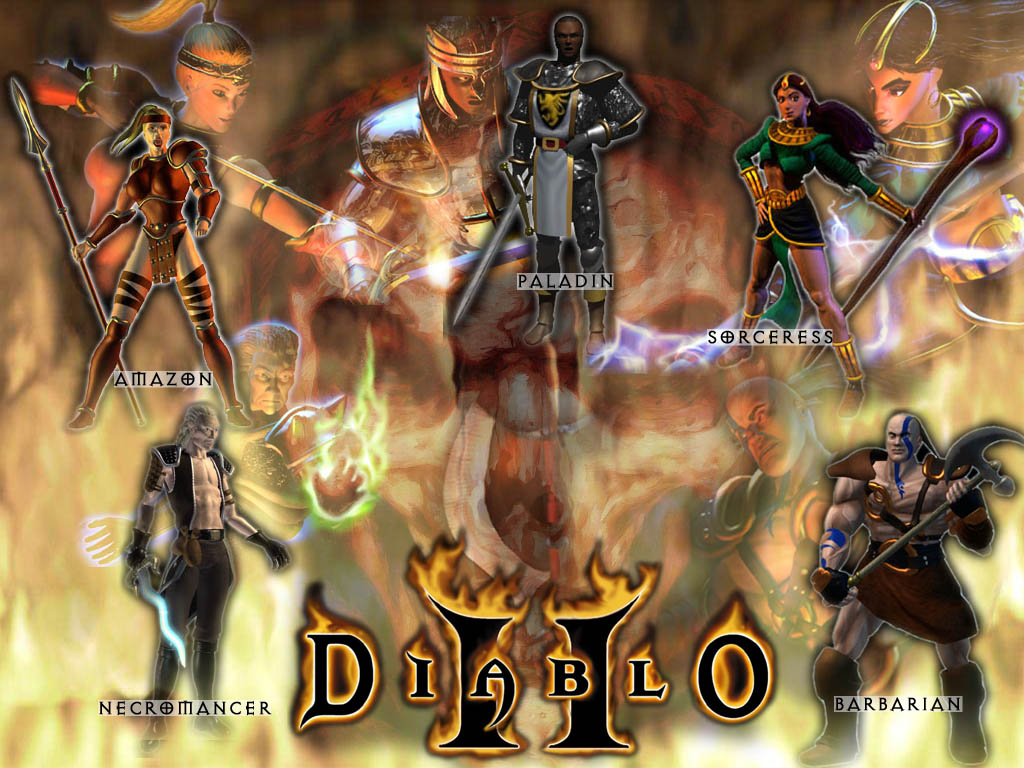 PALADIN
SORCERESS
AMAZON
NECROMANCER
BARBARIAN
DIABLO
II